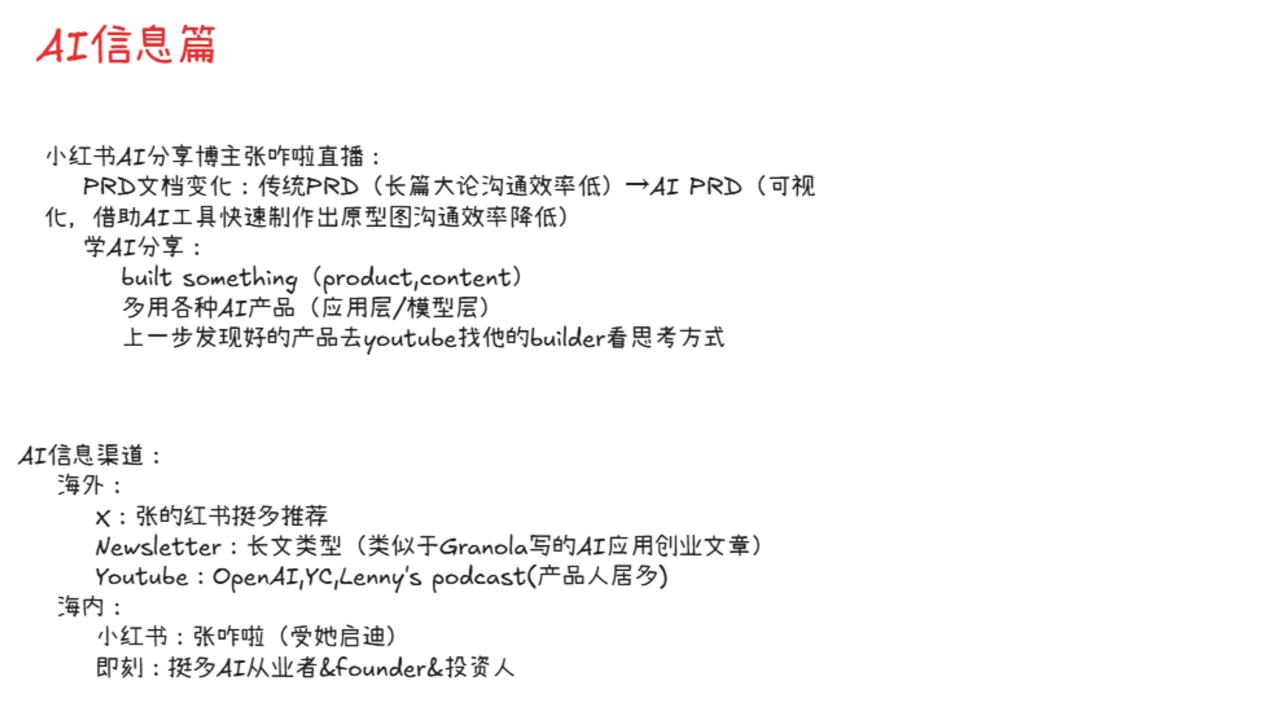 AI信息篇
小红书AI分享博主张咋啦直播：
PRD文档变化：传统PRD（长篇大论沟通效率低）→AI PRD（可视
化，借助AI工具快速制作出原型图沟通效率降低）
学AI分享：
built something（product,content）
多用各种AI产品（应用层/模型层）
上一步发现好的产品去youtube找他的builder看思考方式
AI信息渠道：
海外：
X：张的红书挺多推荐
Newsletter：长文类型（类似于Granola写的AI应用创业文章）
Youtube：OpenAI,YC,Lenny's podcast(产品人居多)
海内：
小红书：张咋啦（受她启迪）
即刻：挺多AI从业者&founder&投资人